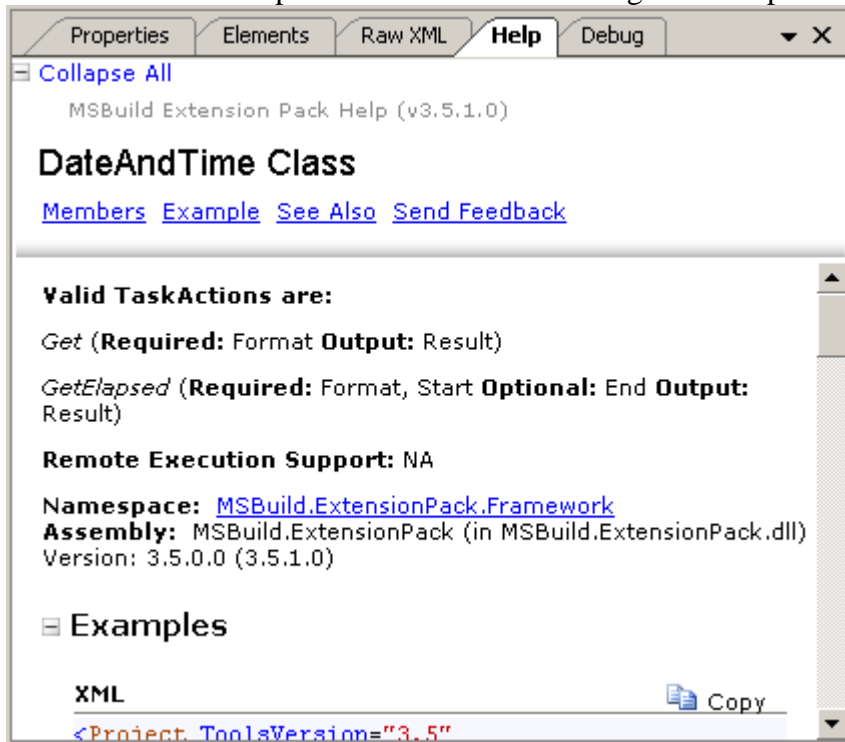 Properties Elements Raw XML Help Debug
Collapse All
MSBuild Extension Pack Help (v3.5.1.0)
DateAndTime Class
Members Example See Also Send Feedback
Valid TaskActions are:
Get (Required: Format Output: Result)
GetElapsed (Required: Format, Start Optional: End Output:
Result)
Remote Execution Support: NA
Namespace: MSBuild.ExtensionPack.Framework
Assembly: MSBuild.ExtensionPack (in MSBuild.ExtensionPack.dll)
Version: 3.5.0.0 (3.5.1.0)
Examples
XML Copy
<Project ToolsVersion="3.5"